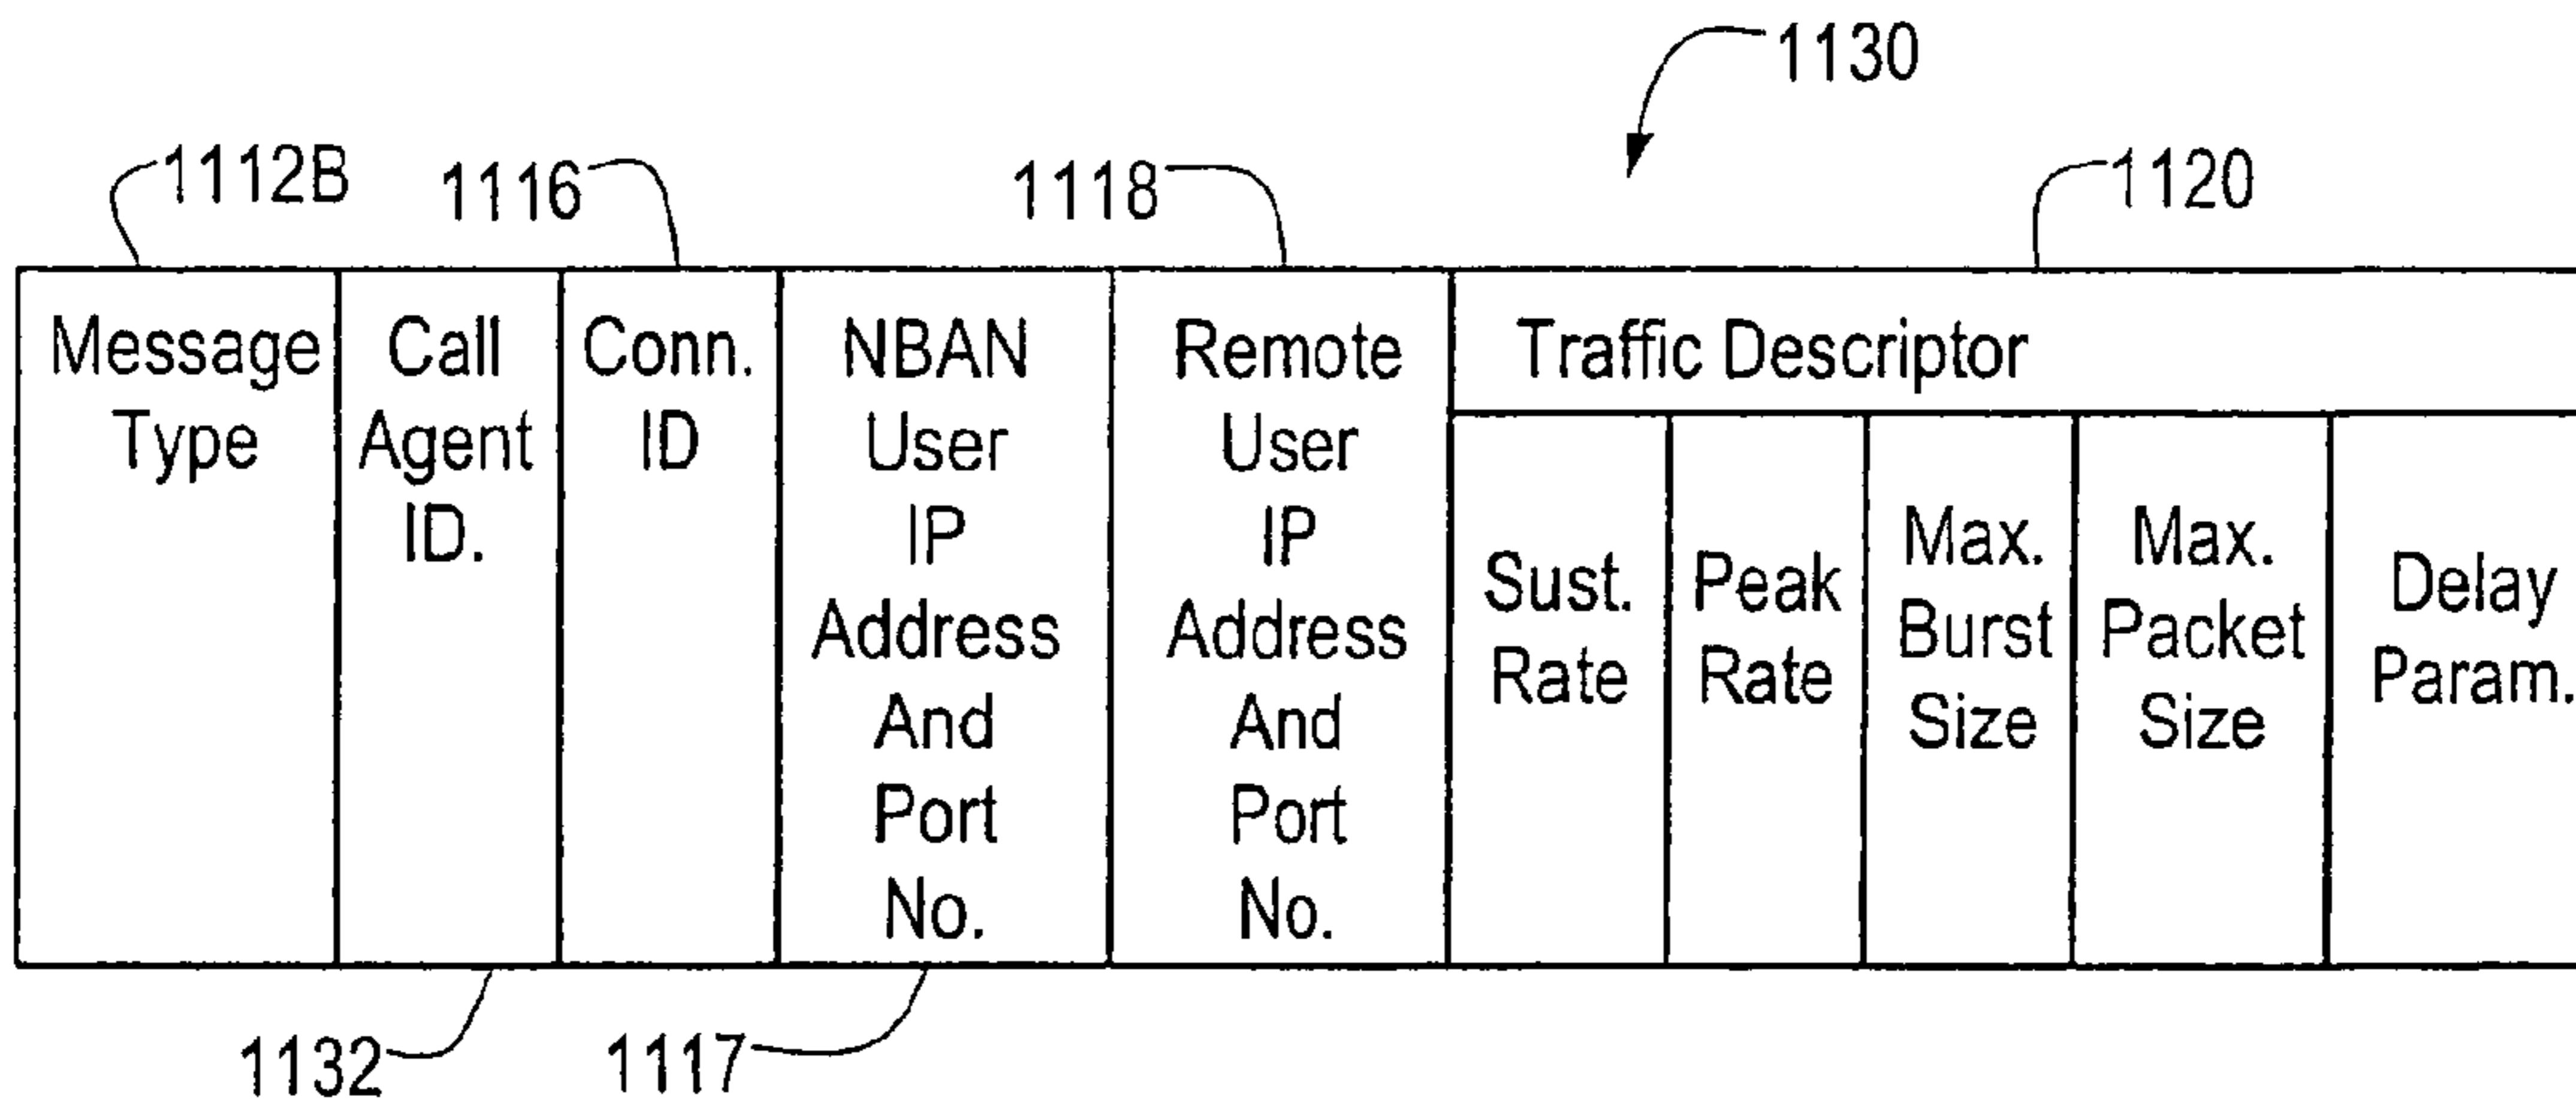 1130
1112B
1116
1118
1120
Message
Type
Call
Agent
ID.
Conn.
ID
NBAN
User
IP
Address
And
Port
No.
Remote
User
IP
Address
And
Port
No.
Traffic Descriptor
Sust.
Rate
Peak
Rate
Max.
Burst
Size
Max.
Packet
Size
Delay
Param.
1132
1117